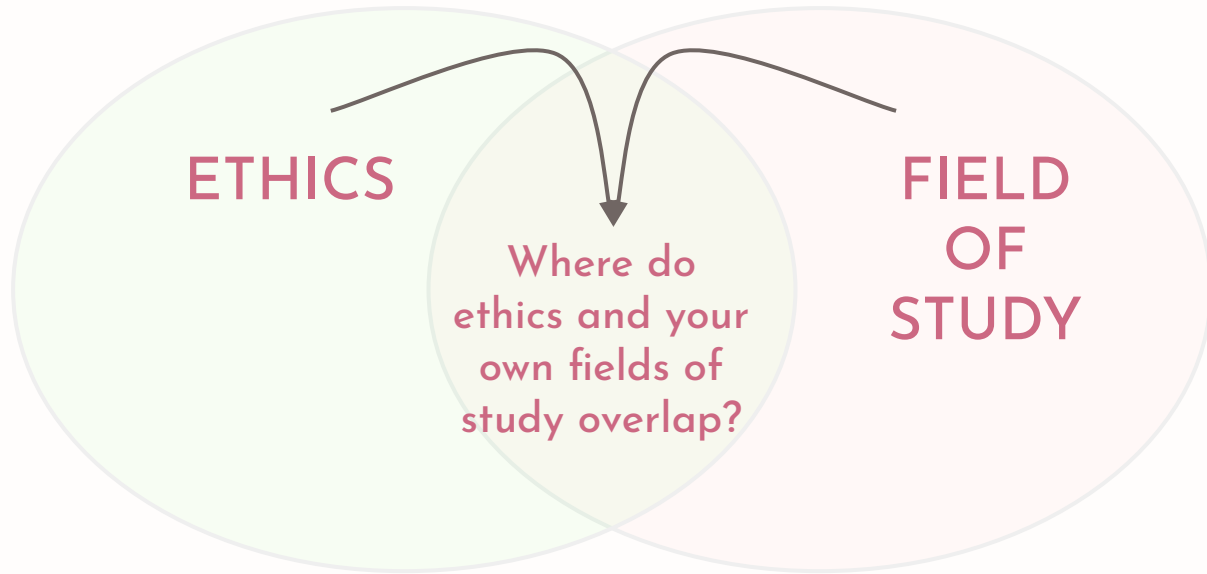 ETHICS
FIELD
OF
STUDY
Where do
ethics and your
own fields of
study overlap?